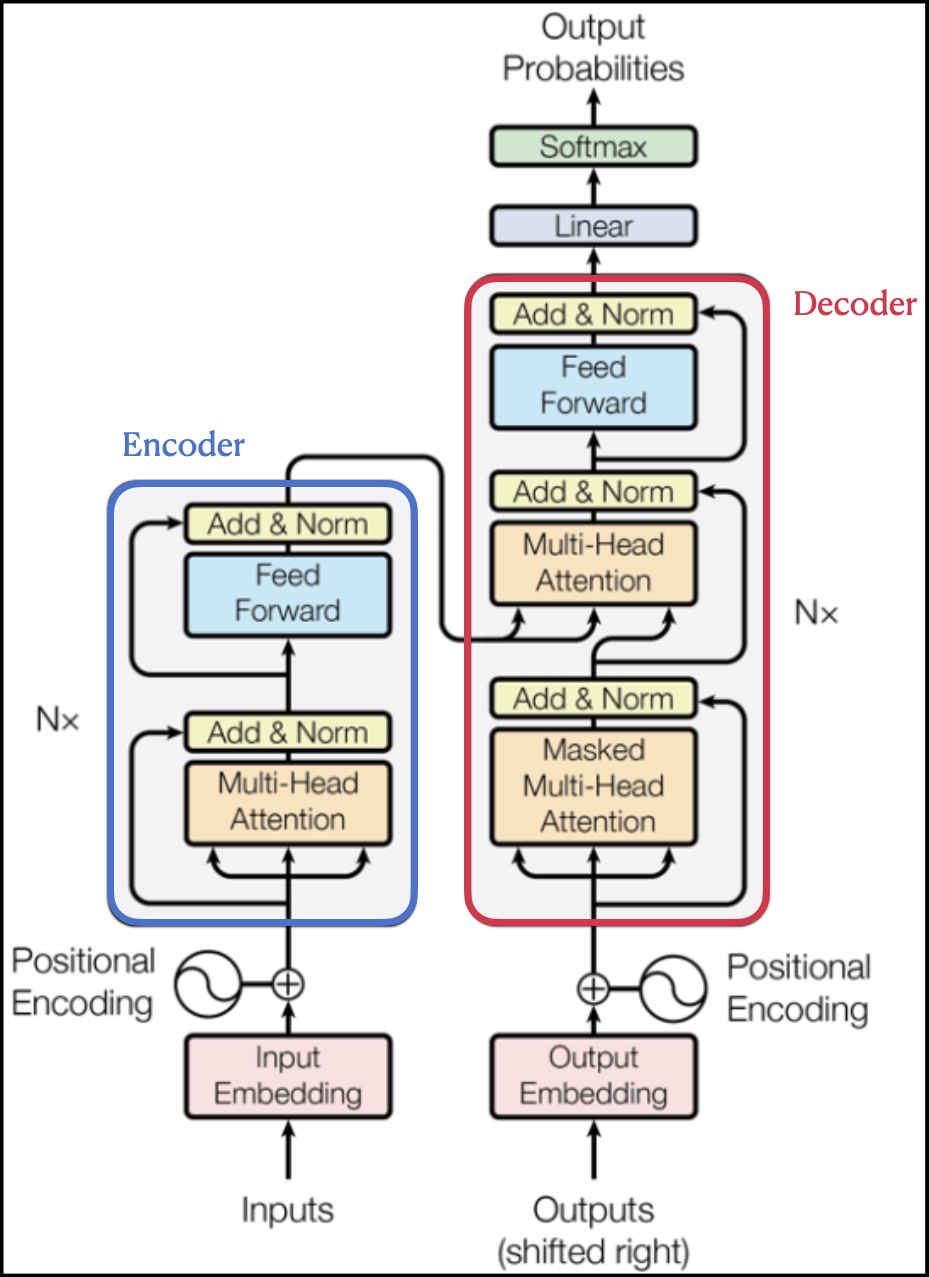 Output
Probabilities
Softmax
Linear
Decoder
Add & Norm
Feed
Forward
Add & Norm
Multi-Head
Attention
Nx
Add & Norm
Masked
Multi-Head
Attention
Encoder
Add & Norm
Feed
Forward
Nx
Add & Norm
Multi-Head
Attention
Positional
Encoding
Positional
Encoding
Input
Embedding
Output
Embedding
Inputs
Outputs
(shifted right)